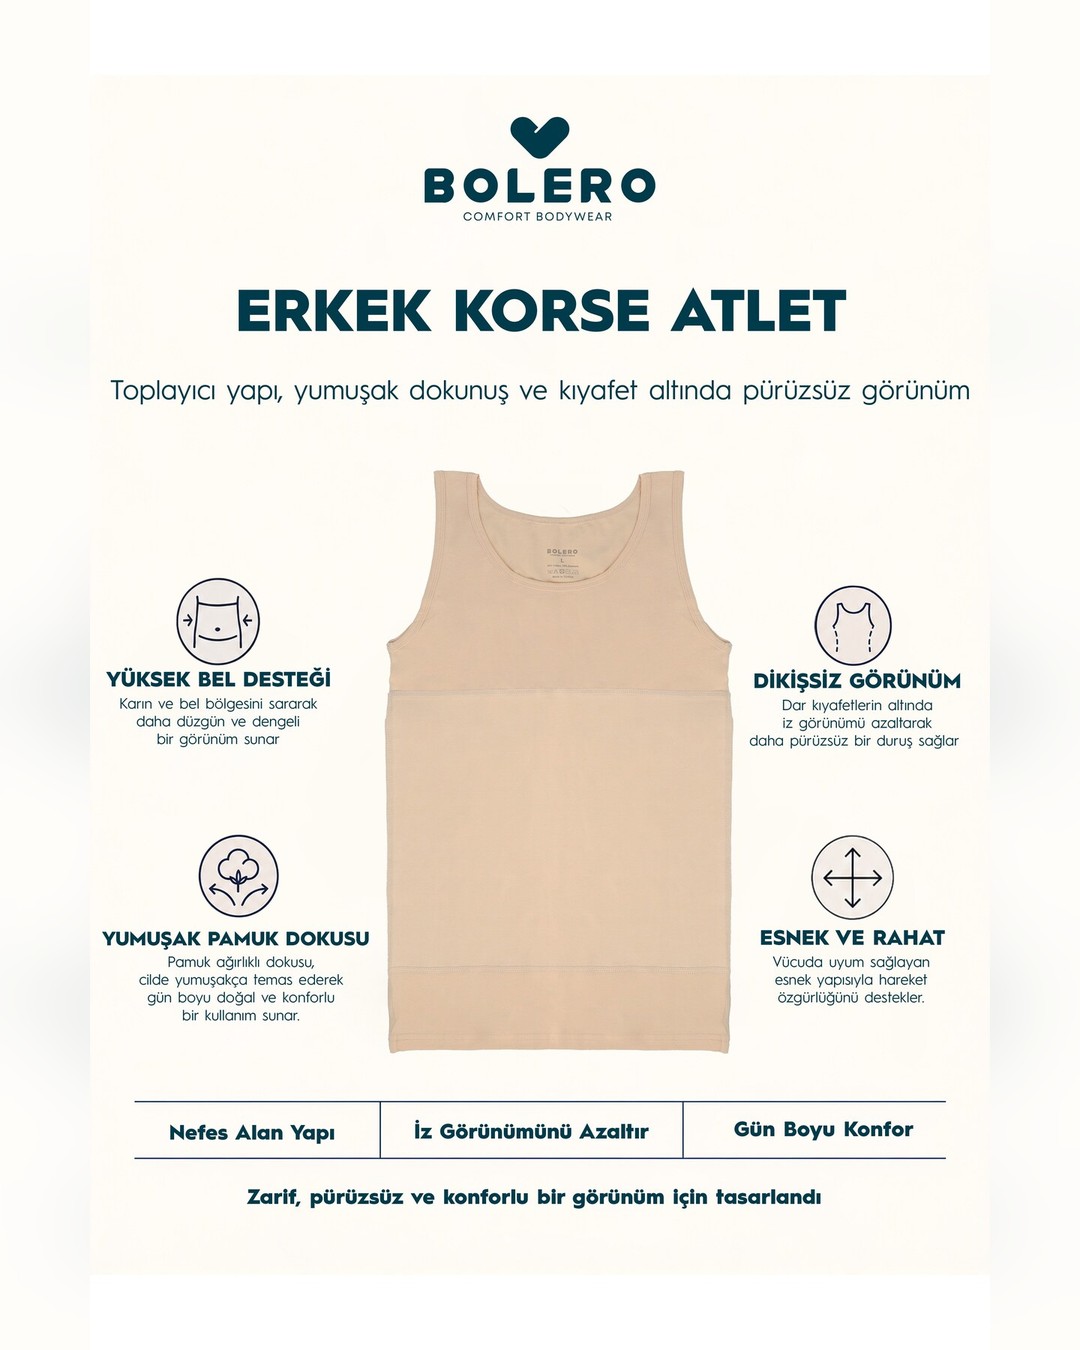 BOLERO
COMFORT BODYWEAR
ERKEK KORSE ATLET
Toplayıcı yapı, yumuşak dokunuş ve kıyafet altında pürüzsüz görünüm
BOLERO
L
YÜKSEK BEL DESTEĞİ
Karın ve bel bölgesini sararak
daha düzgün ve dengeli
bir görünüm sunar
DİKİŞSİZ GÖRÜNÜM
Dar kıyafetlerin altında
iz görünümü azaltarak
daha pürüzsüz bir duruş sağlar
YUMUŞAK PAMUK DOKUSU
Pamuk ağırlıklı dokusu,
cilde yumuşakça temas ederek
gün boyu doğal ve konforlu
bir kullanım sunar.
ESNEK VE RAHAT
Vücuda uyum sağlayan
esnek yapısıyla hareket
özgürlüğünü destekler.
Nefes Alan Yapı
İz Görünümünü Azaltır
Gün Boyu Konfor
Zarif, pürüzsüz ve konforlu bir görünüm için tasarlandı